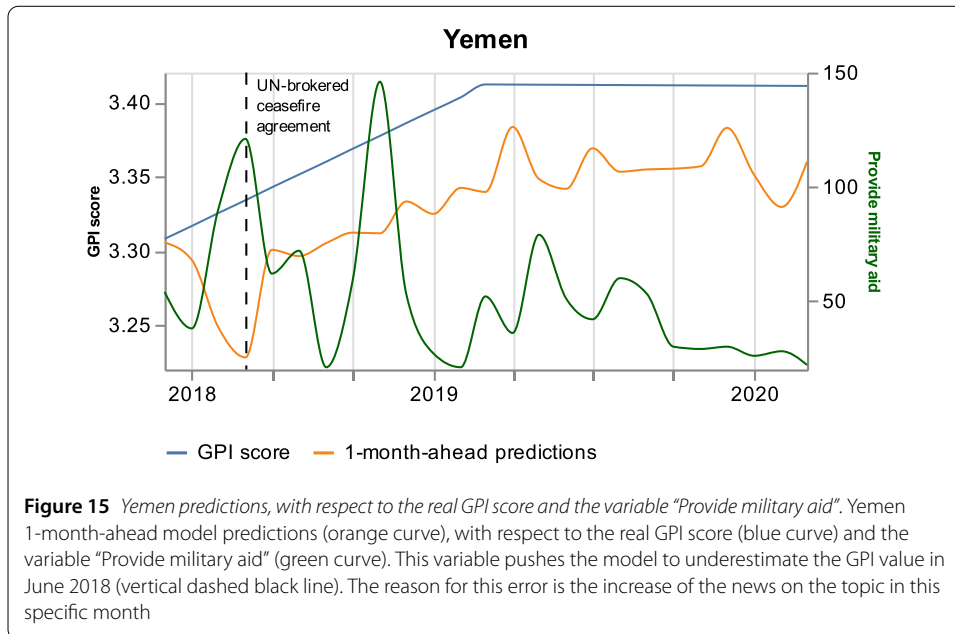 Yemen
UN-brokered
ceasefire
agreement
3.40
3.35
3.30
3.25
GPI score
150
100
50
Provide military aid
2018
2019
2020
GPI score
1-month-ahead predictions
Figure 15 Yemen predictions, with respect to the real GPI score and the variable “Provide military aid”. Yemen
1-month-ahead model predictions (orange curve), with respect to the real GPI score (blue curve) and the
variable “Provide military aid” (green curve). This variable pushes the model to underestimate the GPI value in
June 2018 (vertical dashed black line). The reason for this error is the increase of the news on the topic in this
specific month